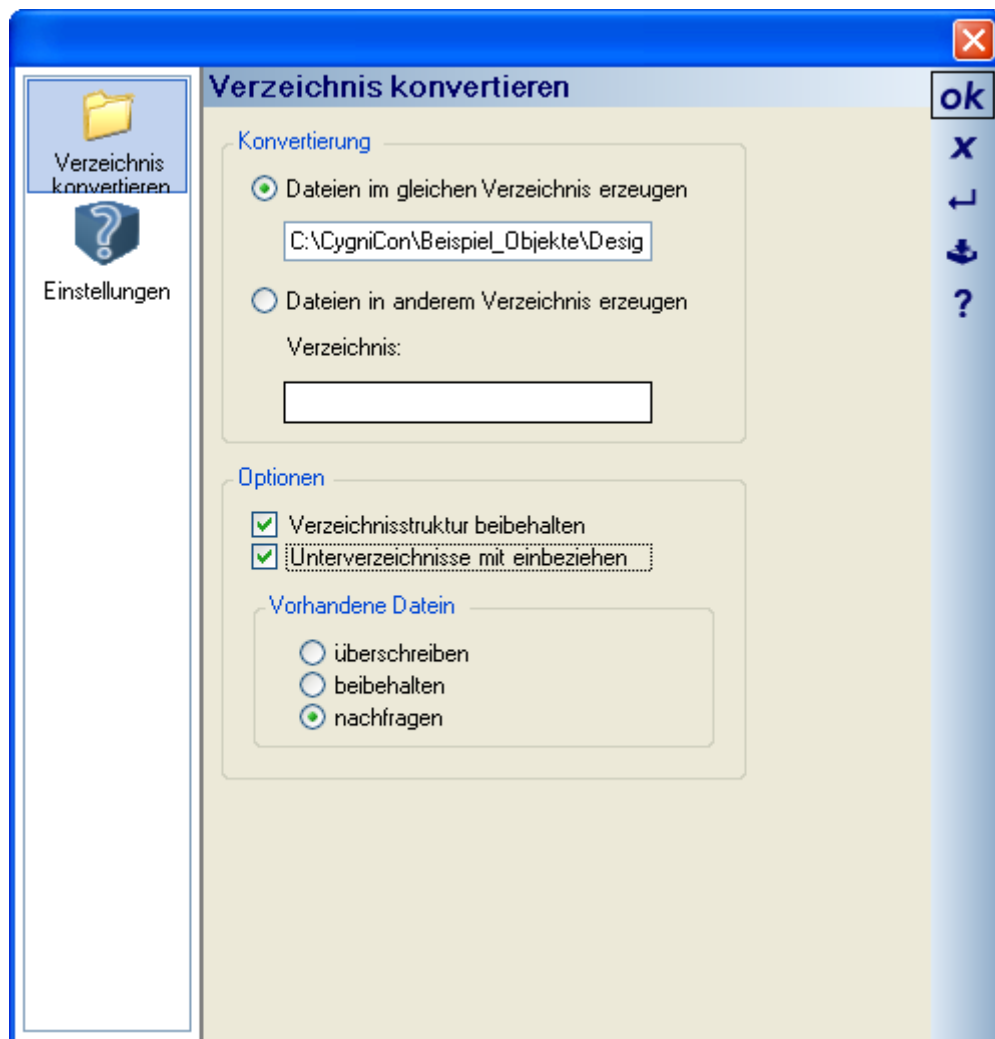 Verzeichnis konvertieren
ok
Verzeichnis
konvertieren
x
?
Einstellungen
Konvertierung
Dateien im gleichen Verzeichnis erzeugen
C:\CygniCon\Beispiel_Objekte\Desig
Dateien in anderem Verzeichnis erzeugen
Verzeichnis:
Optionen
Verzeichnisstruktur beibehalten
Unterverzeichnisse mit einbeziehen
Vorhandene Datein
überschreiben
beibehalten
nachfragen
?